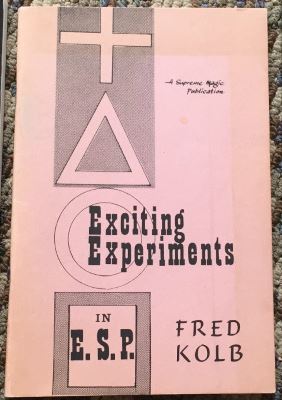 A Supreme Magic
Publication
Exciting
Experiments
IN
E. S. P.
FRED
KOLB